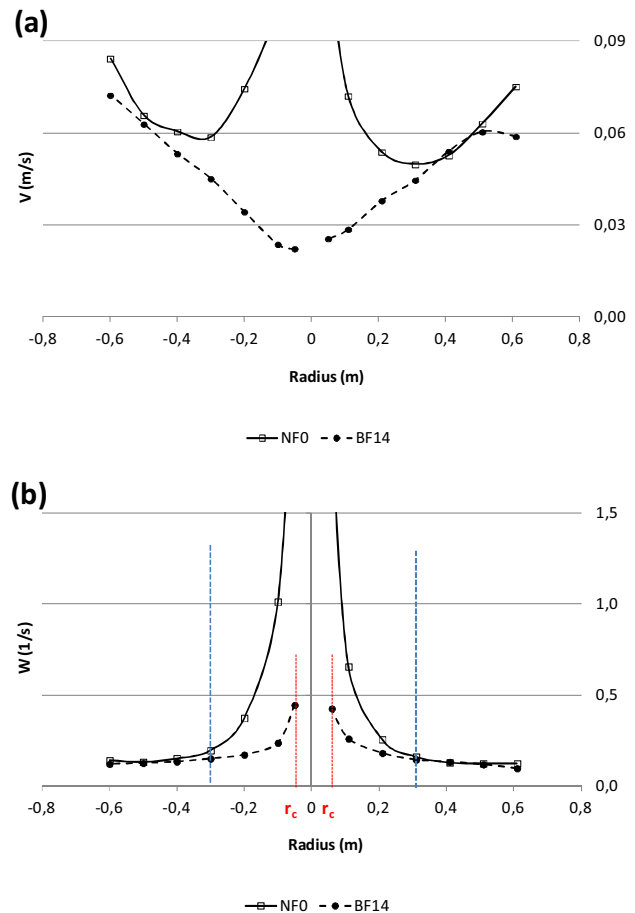 (a)
0,09
0,06
0,03
0,00
V (m/s)
-0,8 -0,6 -0,4 -0,2 0 0,2 0,4 0,6 0,8
Radius (m)
NF0 BF14
(b)
1,5
1,0
0,5
0,0
W (1/s)
-0,8 -0,6 -0,4 -0,2 0 0,2 0,4 0,6 0,8
rc rc
Radius (m)
NF0 BF14